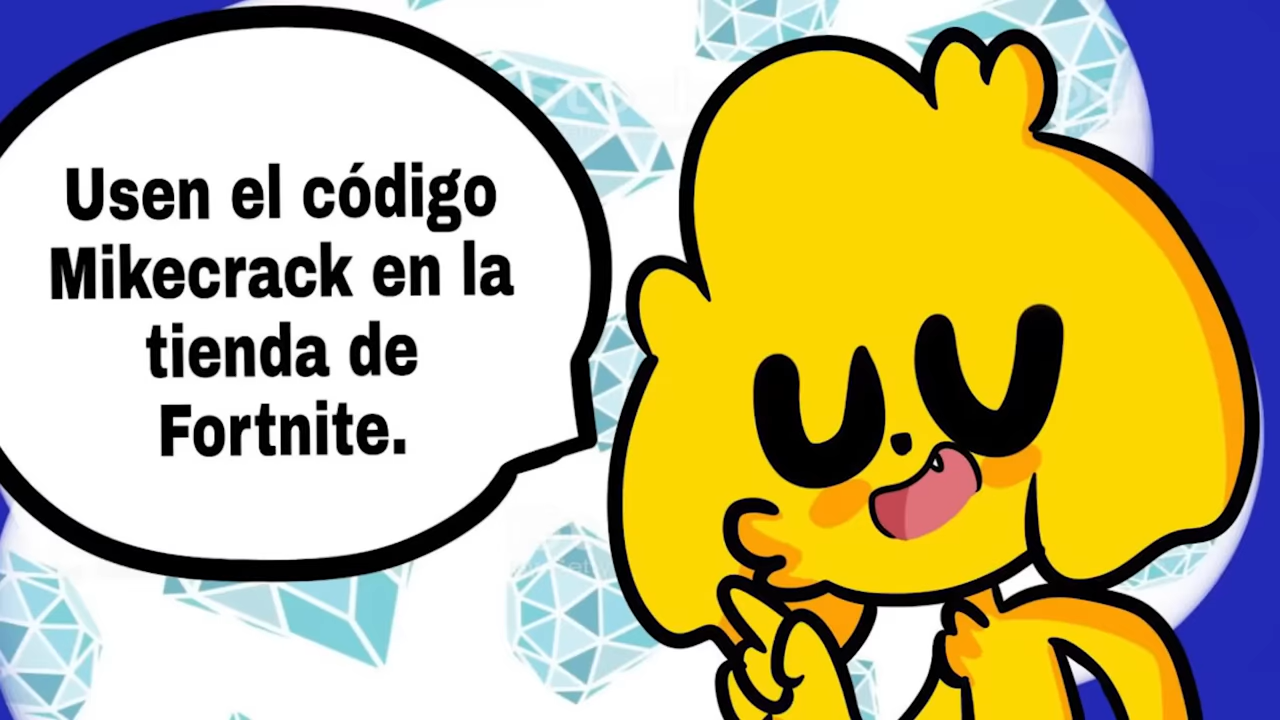 Usen el código
Mikecrack en la
tienda de
Fortnite.